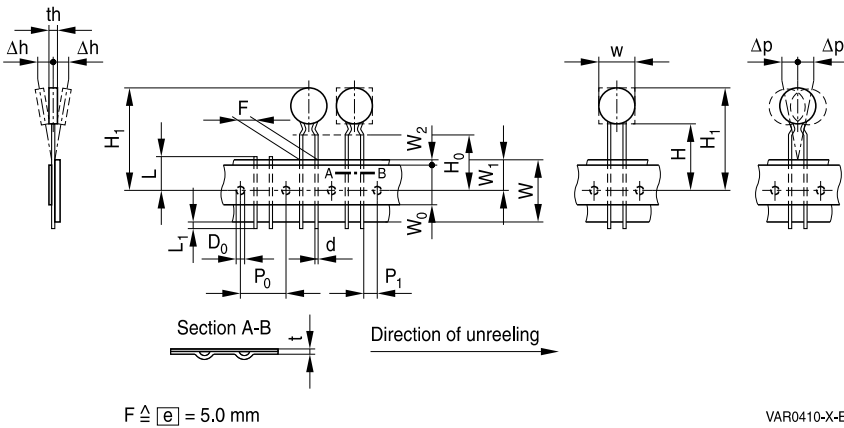 th
Δh Δh
w
Δp Δp
F
H₁
L
W₂
H₀
W₁
W
H
H₁
A B
L₁
D₀
d
W₀
P₀
P₁
Section A-B
t
Direction of unreeling
F ≙ e = 5.0 mm
VAR0410-X-E